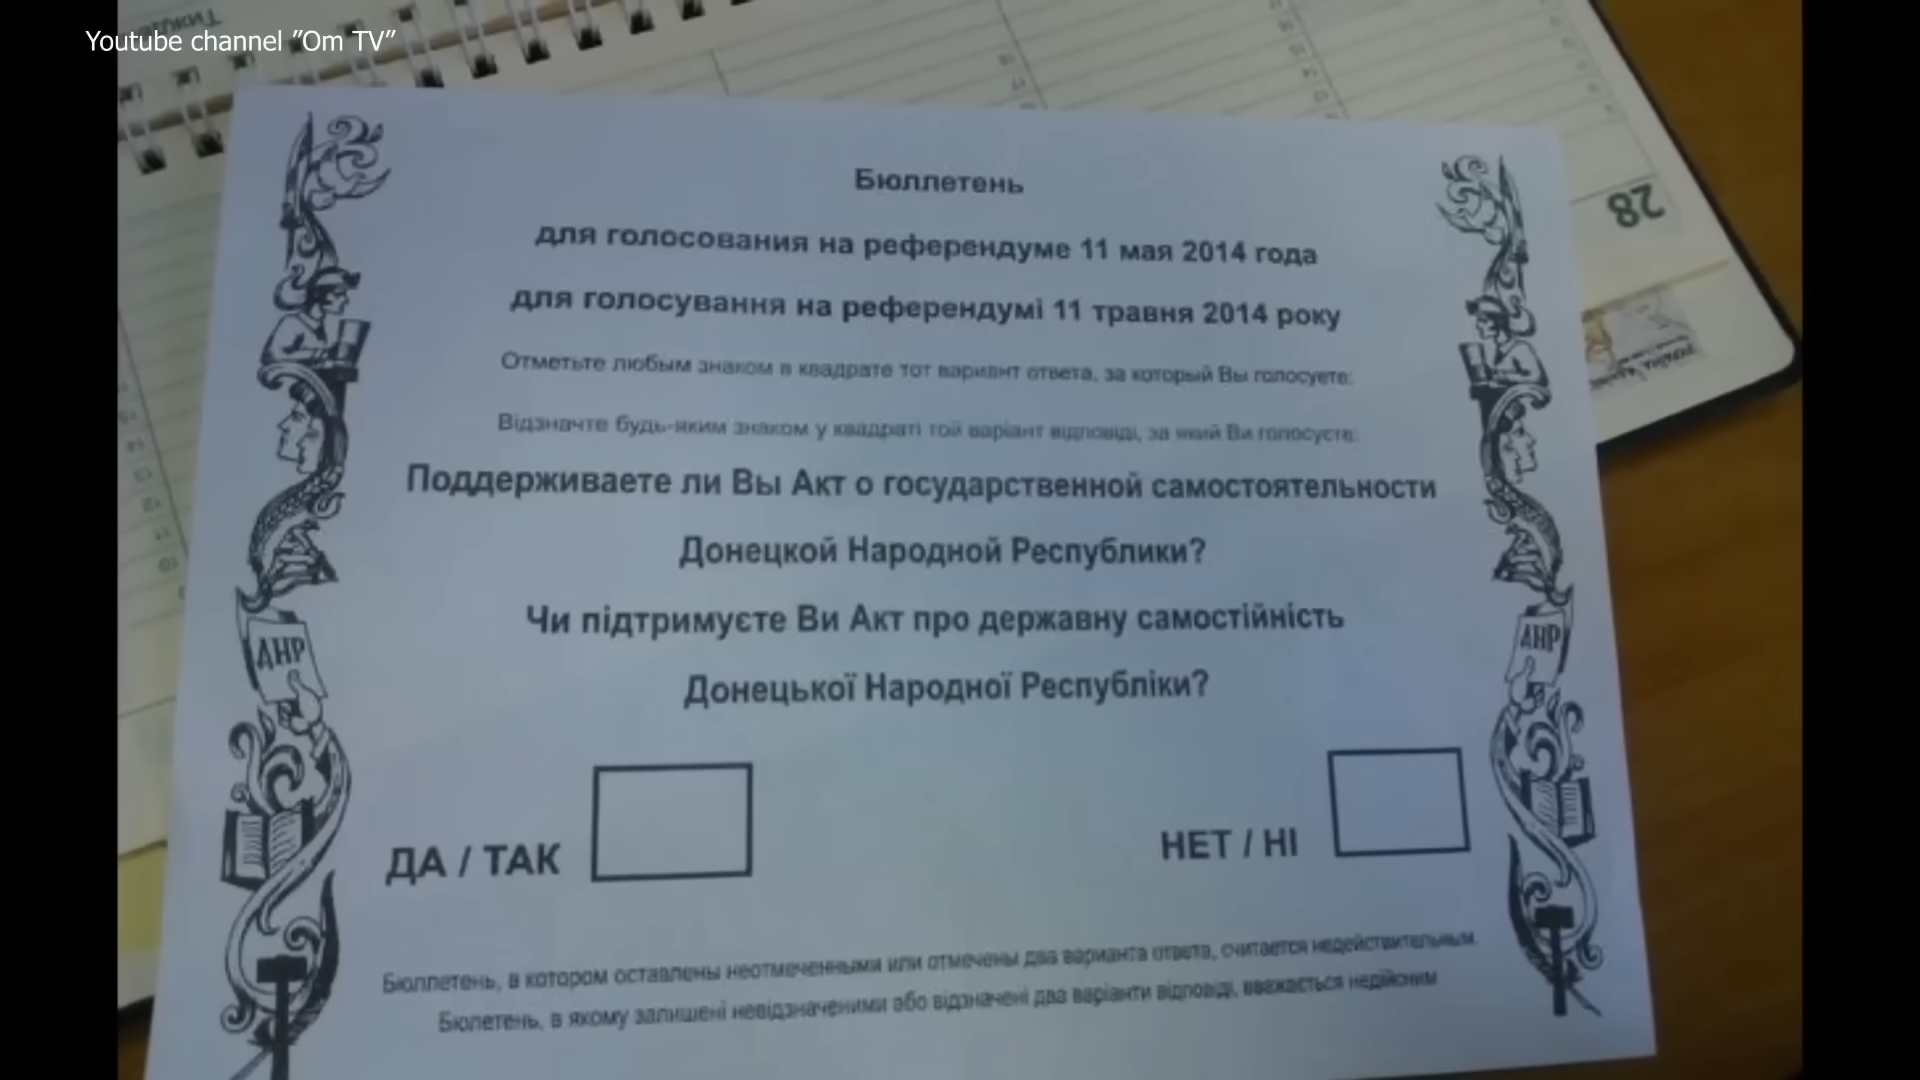 Youtube channel ”Om TV”
Бюллетень
для голосования на референдуме 11 мая 2014 года
для голосування на референдумі 11 травня 2014 року
28
Отметьте любым знаком в квадрате тот вариант ответа, за который Вы голосуете:
Відзначте будь-яким знаком у квадраті той варіант відповіді, за який Ви голосуєте:
Поддерживаете ли Вы Акт о государственной самостоятельности
Донецкой Народной Республики?
Чи підтримуєте Ви Акт про державну самостійність
Донецької Народної Республіки?
ДНР
ДНР
ДА / ТАК
НЕТ / НІ
Бюллетень, в котором оставлены неотмеченными или отмечены два варианта ответа, считается недействительным.
Бюлетень, в якому залишені невідзначеними або відзначені два варіанти відповіді, вважається недійсним